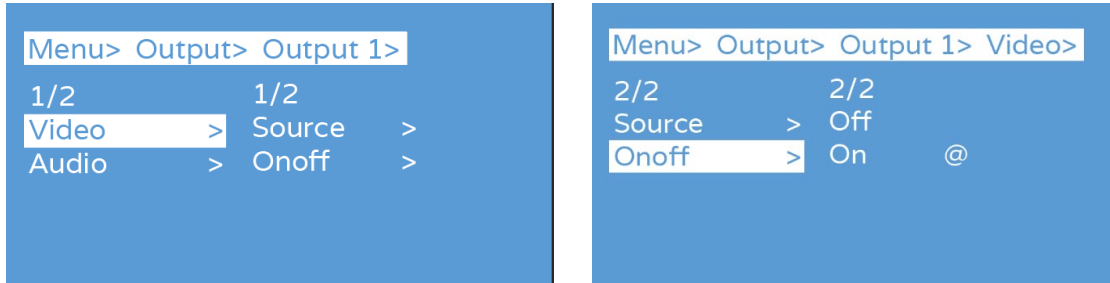 Menu> Output> Output 1>
1/2 1/2
Video > Source >
Audio > Onoff >
Menu> Output> Output 1> Video>
2/2 2/2
Source > Off
Onoff > On @